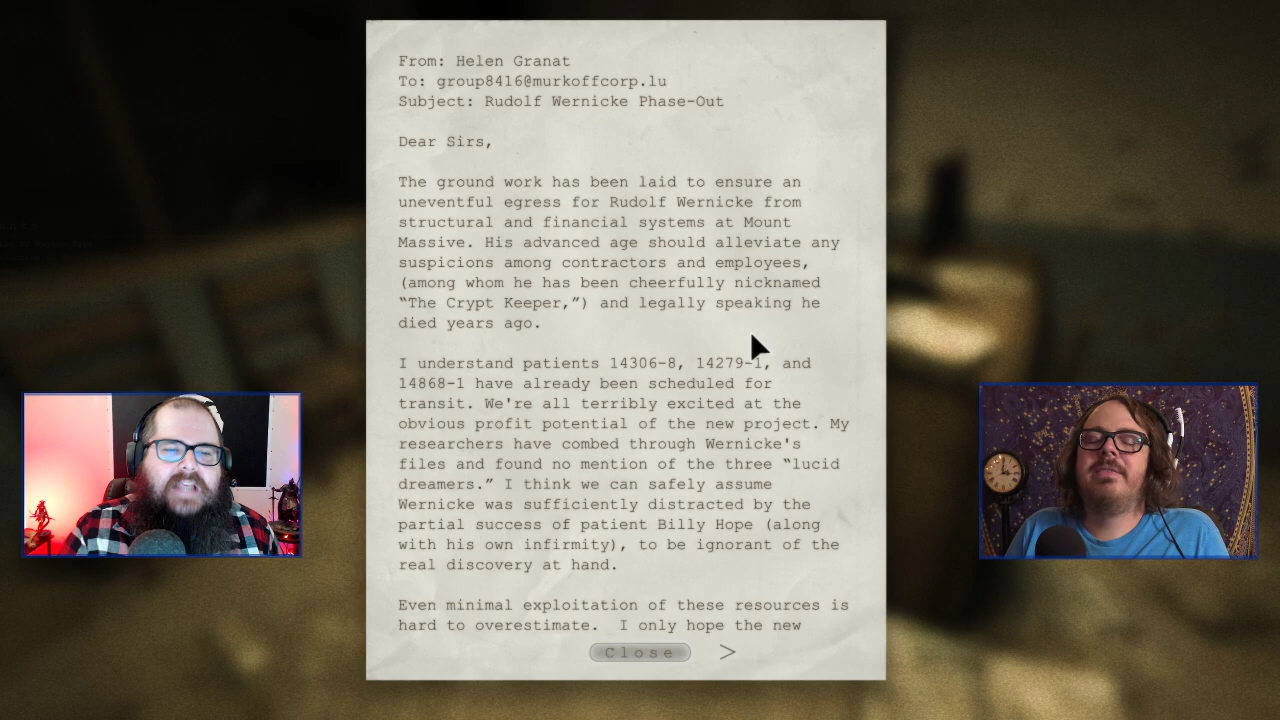 From: Helen Granat
To: group8416@murkoffcorp.lu
Subject: Rudolf Wernicke Phase-Out
Dear Sirs,
The ground work has been laid to ensure an
uneventful egress for Rudolf Wernicke from
structural and financial systems at Mount
Massive. His advanced age should alleviate any
suspicions among contractors and employees,
(among whom he has been cheerfully nicknamed
“The Crypt Keeper,”) and legally speaking he
died years ago.
I understand patients 14306-8, 14279-1, and
14868-1 have already been scheduled for
transit. We're all terribly excited at the
obvious profit potential of the new project. My
researchers have combed through Wernicke's
files and found no mention of the three “lucid
dreamers.” I think we can safely assume
Wernicke was sufficiently distracted by the
partial success of patient Billy Hope (along
with his own infirmity), to be ignorant of the
real discovery at hand.
Even minimal exploitation of these resources is
hard to overestimate.  I only hope the new
Close >